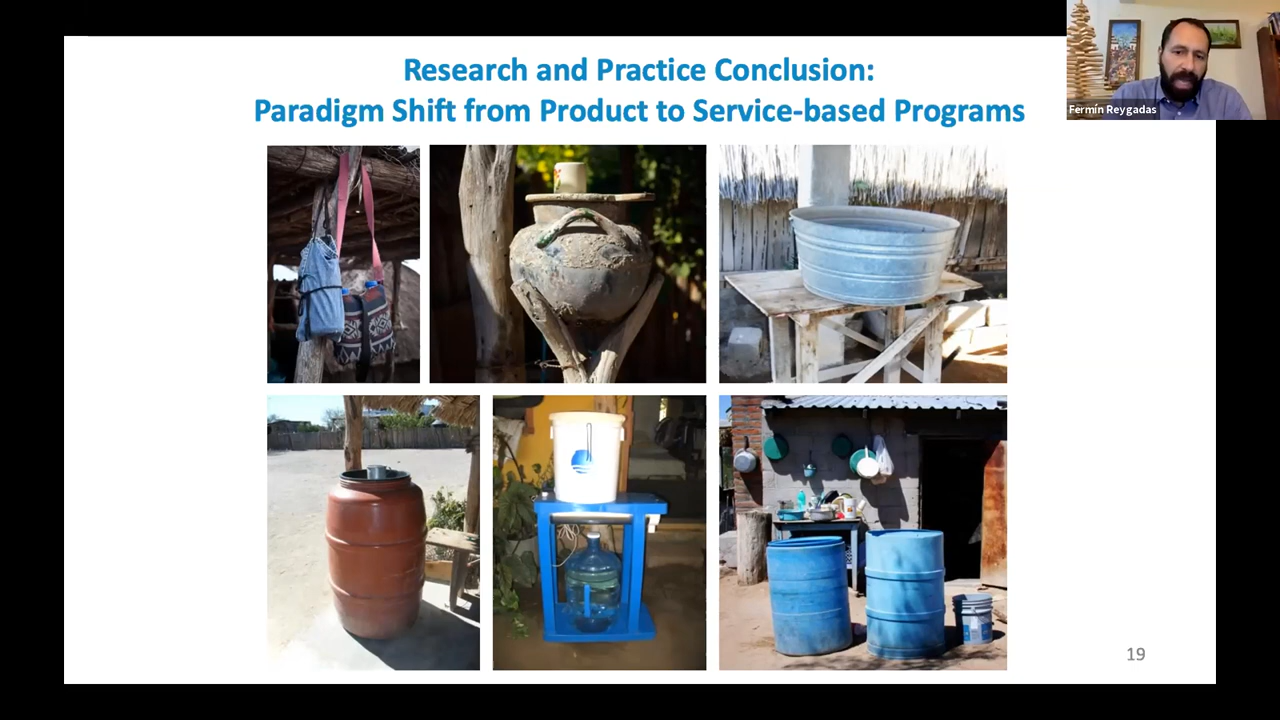 Research and Practice Conclusion:
Paradigm Shift from Product to Service-based Programs
Fermín Reygadas
19